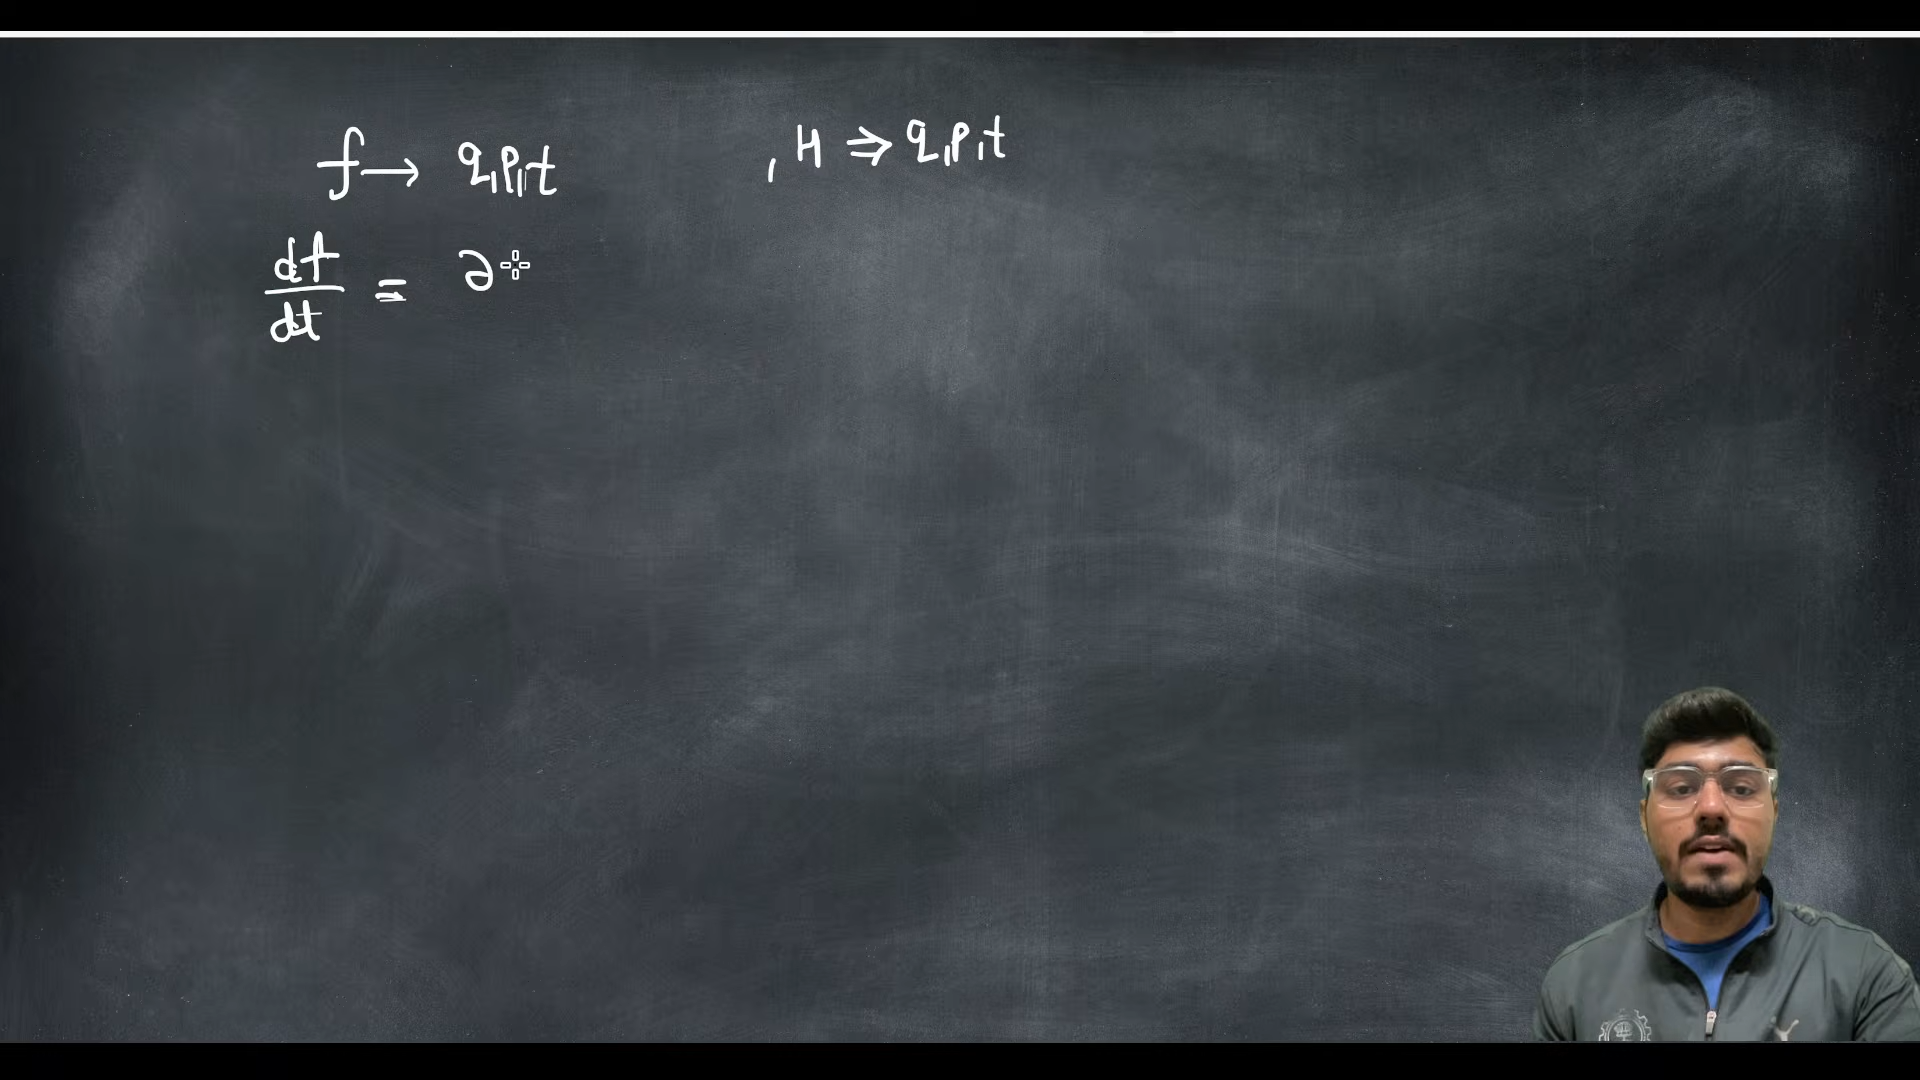 f → q,p,t , H ⇒ q,p,t
df/dt = ∂